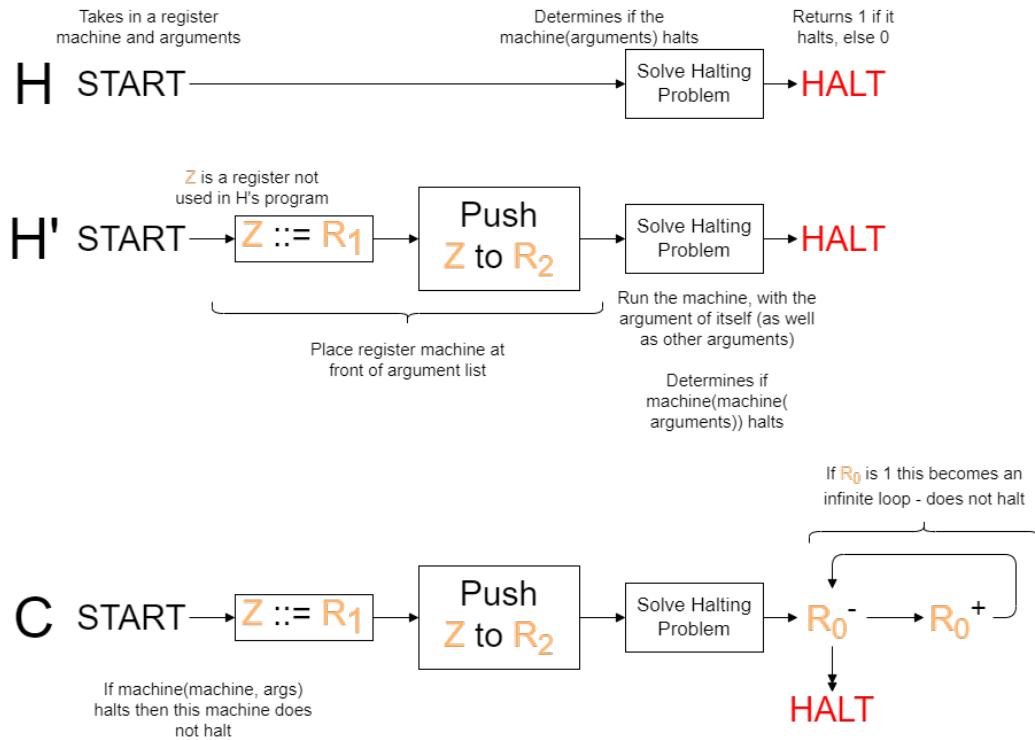 Takes in a register
machine and arguments
Determines if the
machine(arguments) halts
Returns 1 if it
halts, else 0
H START
Solve Halting
Problem
HALT
Z is a register not
used in H's program
H' START
Z ::= R1
Push
Z to R2
Solve Halting
Problem
HALT
Place register machine at
front of argument list
Run the machine, with the
argument of itself (as well
as other arguments)
Determines if
machine(machine(
arguments)) halts
If R0 is 1 this becomes an
infinite loop - does not halt
C START
Z ::= R1
Push
Z to R2
Solve Halting
Problem
R0-
R0+
HALT
If machine(machine, args)
halts then this machine does
not halt